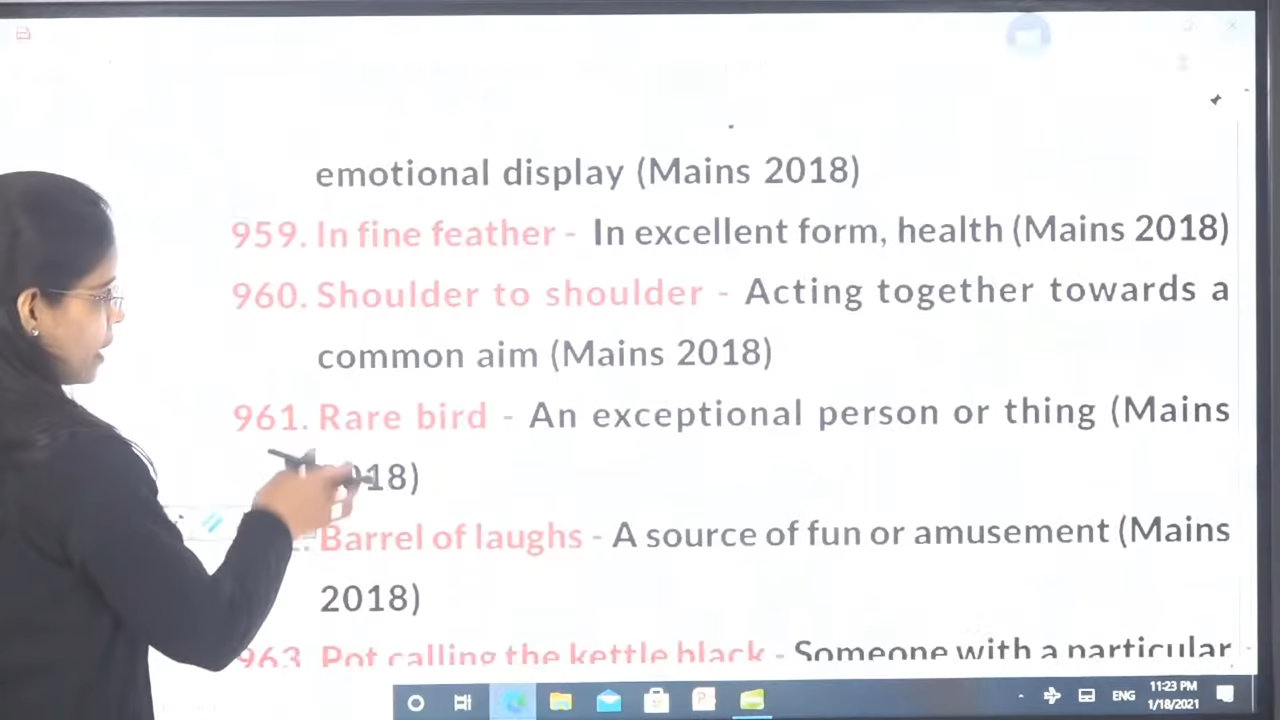 emotional display (Mains 2018)
959. In fine feather - In excellent form, health (Mains 2018)
960. Shoulder to shoulder - Acting together towards a
common aim (Mains 2018)
961. Rare bird - An exceptional person or thing (Mains
18)
Barrel of laughs - A source of fun or amusement (Mains
2018)
963. Pot calling the kettle black - Someone with a particular
ENG
11:23 PM
1/18/2021